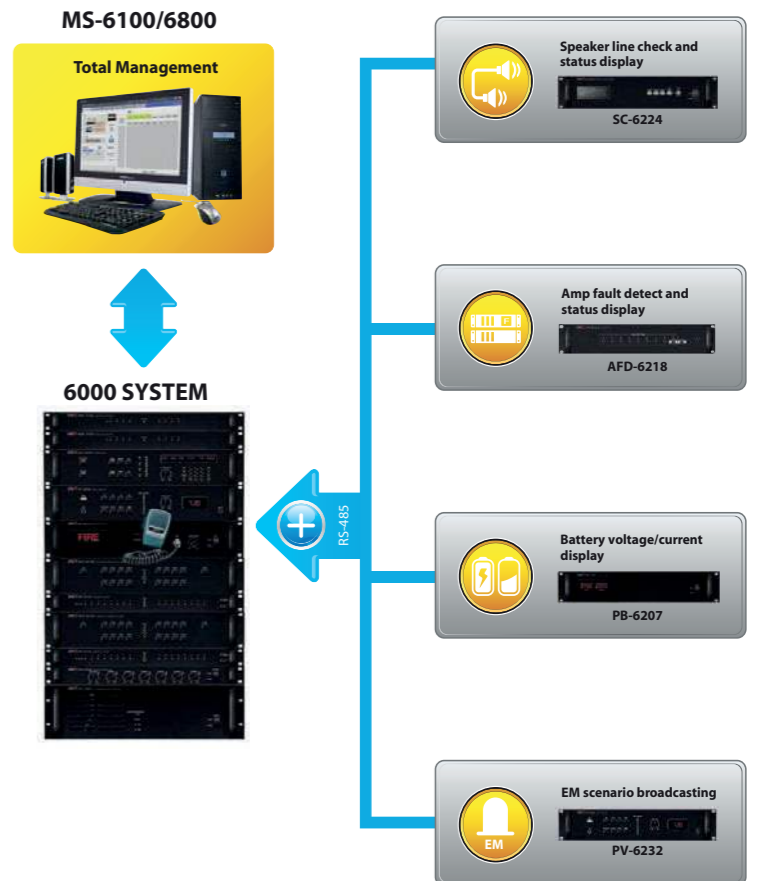 MS-6100/6800
Total Management
6000 SYSTEM
FIRE
RS-485
Speaker line check and
status display
SC-6224
Amp fault detect and
status display
AFD-6218
Battery voltage/current
display
PB-6207
EM scenario broadcasting
EM
PV-6232